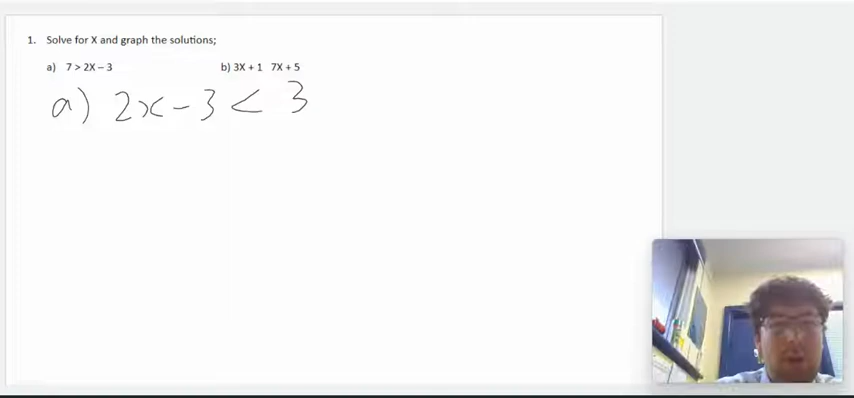 1. Solve for X and graph the solutions;
a) 7 > 2X – 3 b) 3X + 1 7X + 5
a) 2x - 3 < 3